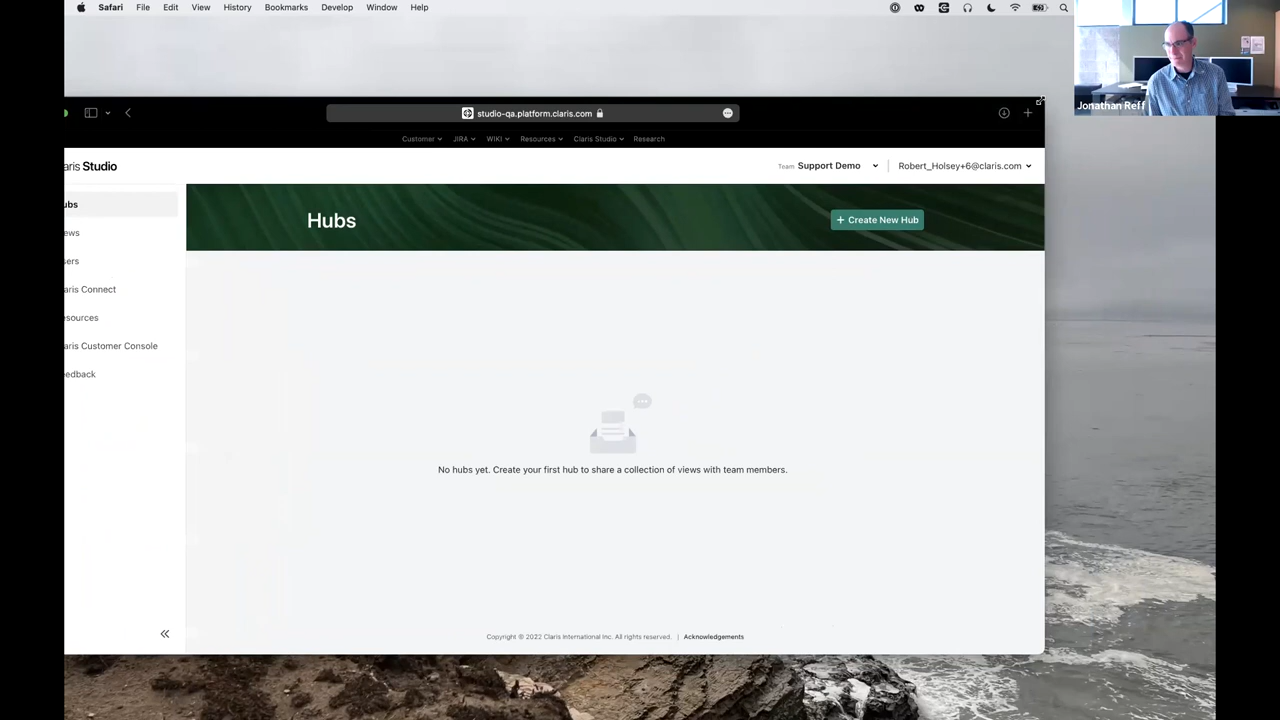 Safari File Edit View History Bookmarks Develop Window Help
Jonathan Reff
studio-qa.platform.claris.com
Customer JIRA WIKI Resources Claris Studio Research
aris Studio
Team Support Demo Robert_Holsey+6@claris.com
ubs
Hubs
+ Create New Hub
ews
sers
aris Connect
esources
aris Customer Console
eedback
No hubs yet. Create your first hub to share a collection of views with team members.
Copyright © 2022 Claris International Inc. All rights reserved. | Acknowledgements